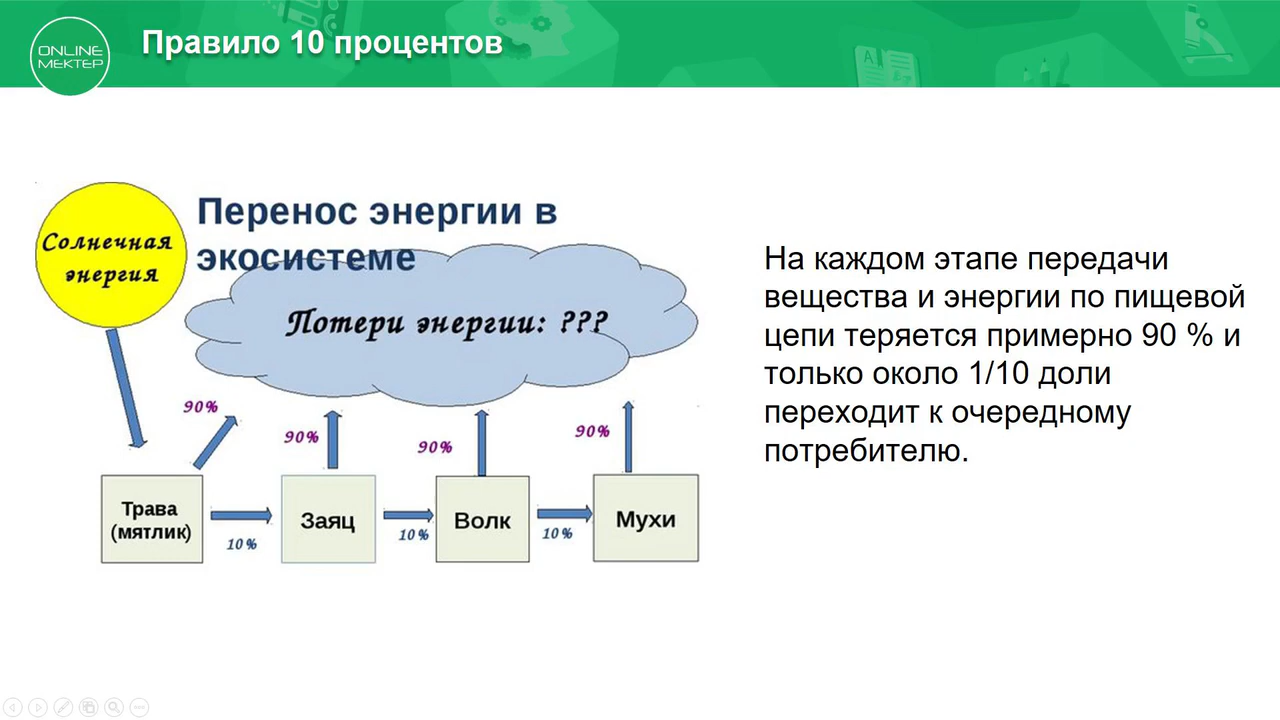 ONLINE
МЕКТЕР
Правило 10 процентов
Солнечная
энергия
Перенос энергии в
экосистеме
Потери энергии: ???
90%
90%
90%
90%
Трава
(мятлик)
Заяц
Волк
Мухи
10%
10%
10%
На каждом этапе передачи
вещества и энергии по пищевой
цепи теряется примерно 90 % и
только около 1/10 доли
переходит к очередному
потребителю.